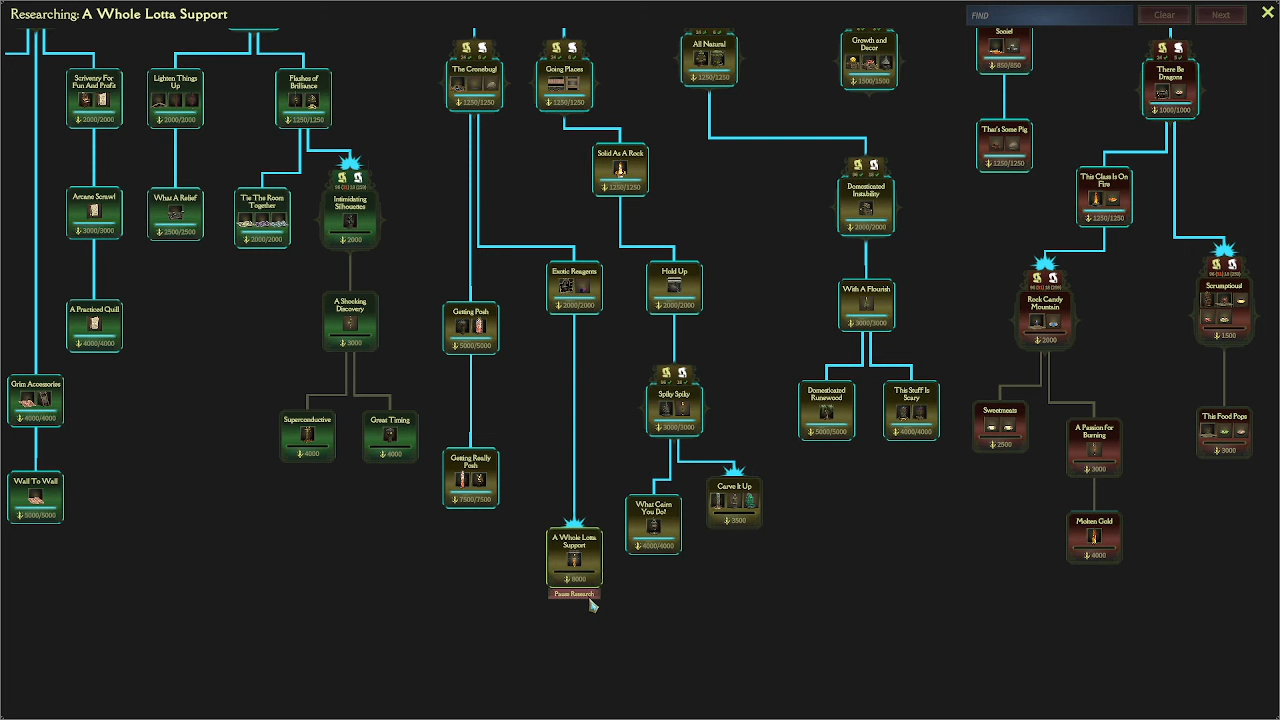 Researching: A Whole Lotta Support
FIND
Clear
Next
Scrivenry For
Fun And Profit
2000/2000
Lighten Things
Up
2000/2000
Flashes of
Brilliance
1250/1250
The Cronebugl
1250/1250
Going Places
1250/1250
All Natural
1250/1250
Growth and
Decor
1500/1500
Sooie!
850/850
There Be
Dragons
1000/1000
Solid As A Rock
1250/1250
That's Some Pig
1250/1250
Arcane Scrawl
3000/3000
What A Relief
2500/2500
Tie The Room
Together
2000/2000
Intimidating
Silhouettes
2000
Domesticated
Instability
2000/2000
This Glass Is On
Fire
1250/1250
Exotic Reagents
2000/2000
Hold Up
2000/2000
With A Flourish
3000/3000
Rock Candy
Mountain
2000
Scrumptious!
1500
A Practiced Quill
4000/4000
A Shocking
Discovery
3000
Getting Posh
5000/5000
Grim Accessories
4000/4000
Superconductive
4000
Great Timing
4000
Spiky Spiky
3000/3000
Domesticated
Runewood
5000/5000
This Stuff Is
Scary
4000/4000
Sweetmeats
2500
A Passion For
Burning
3000
This Food Pops
3000
Wall To Wall
5000/5000
Getting Really
Posh
7500/7500
What Cairn
You Do?
4000/4000
Carve It Up
3500
A Whole Lotta
Support
8000
Pause Research
Molten Gold
4000